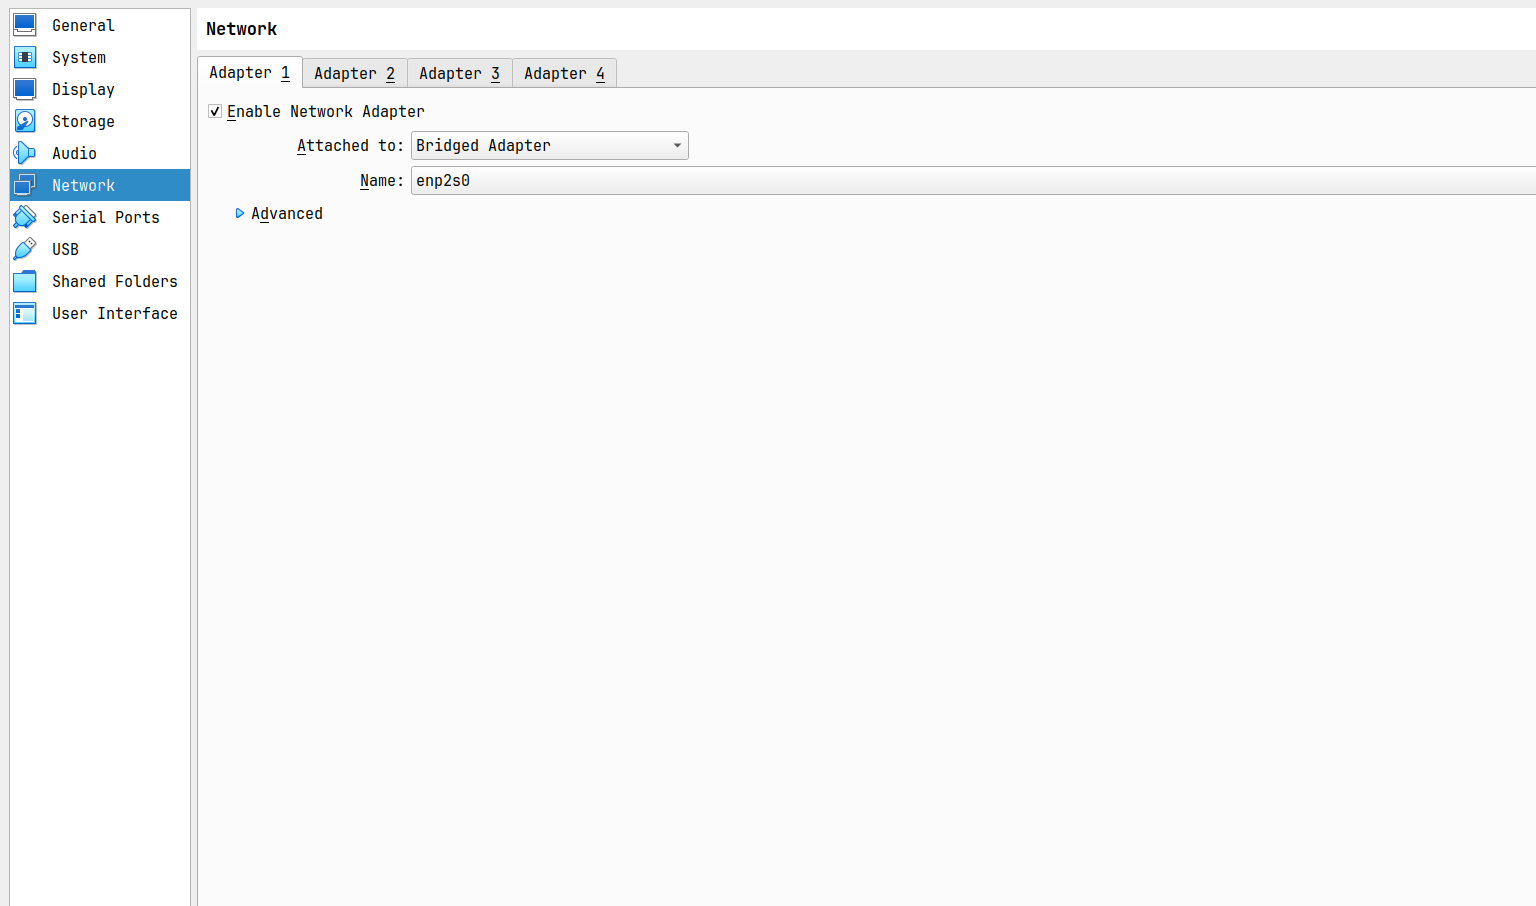 General
System
Display
Storage
Audio
Network
Serial Ports
USB
Shared Folders
User Interface
Network
Adapter 1 Adapter 2 Adapter 3 Adapter 4
Enable Network Adapter
Attached to: Bridged Adapter
Name: enp2s0
Advanced